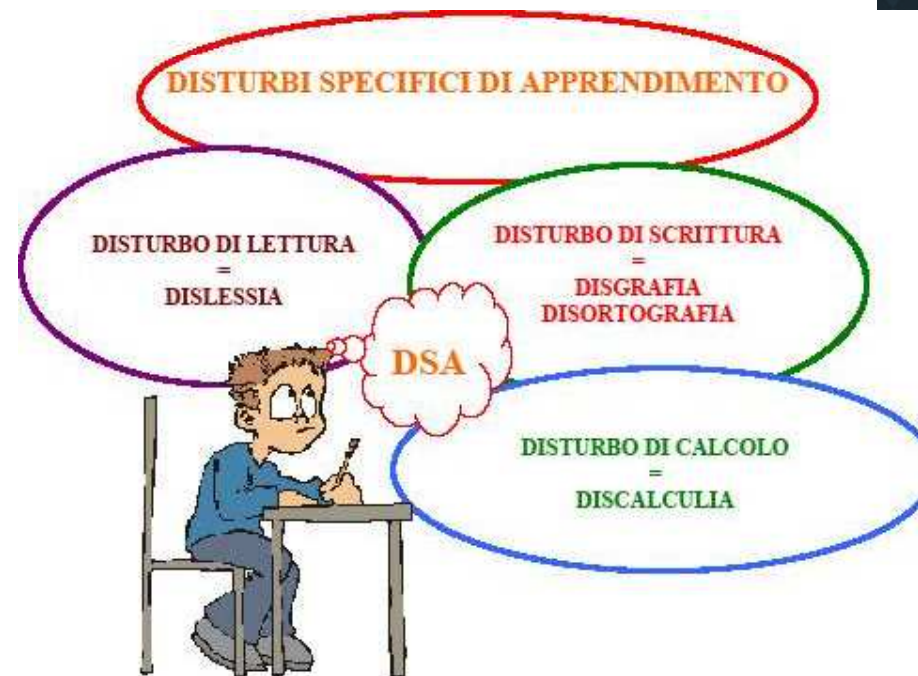 DISTURBI SPECIFICI DI APPRENDIMENTO
DISTURBO DI LETTURA
=
DISLESSIA
DISTURBO DI SCRITTURA
=
DISGRAFIA
DISORTOGRAFIA
DSA
DISTURBO DI CALCOLO
=
DISCALCULIA